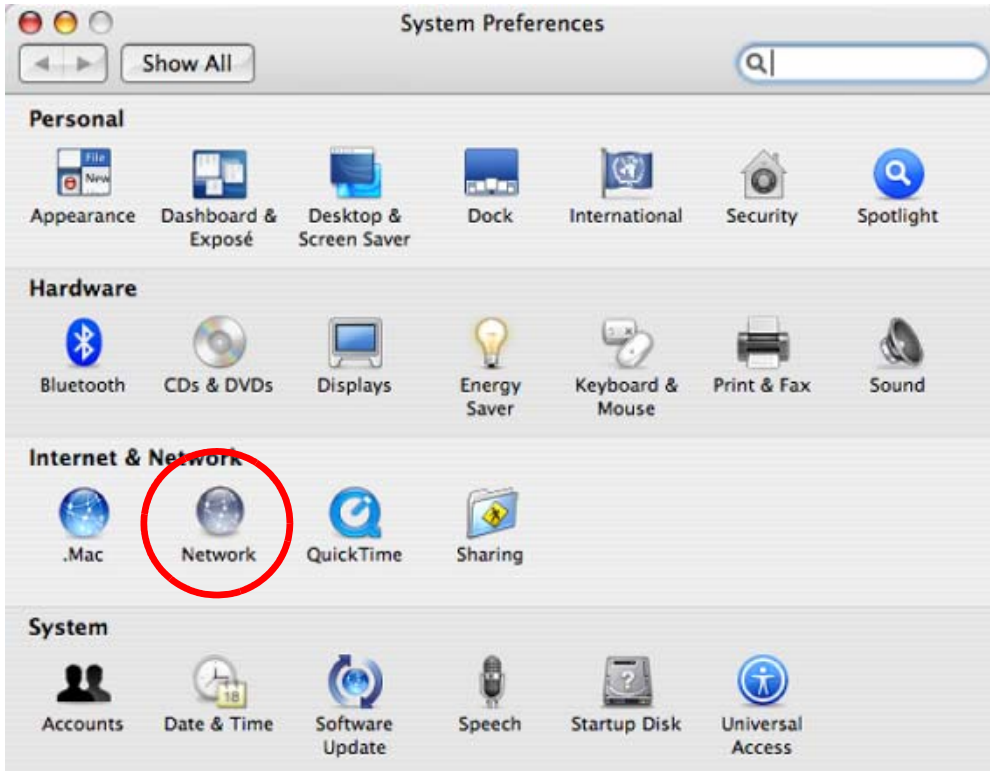 System Preferences
Show All
Personal
File
New
Appearance
Dashboard &
Exposé
Desktop &
Screen Saver
Dock
International
Security
Spotlight
Hardware
Bluetooth
CDs & DVDs
Displays
Energy
Saver
Keyboard &
Mouse
Print & Fax
Sound
Internet & Network
.Mac
Network
QuickTime
Sharing
System
18
?
Accounts
Date & Time
Software
Update
Speech
Startup Disk
Universal
Access